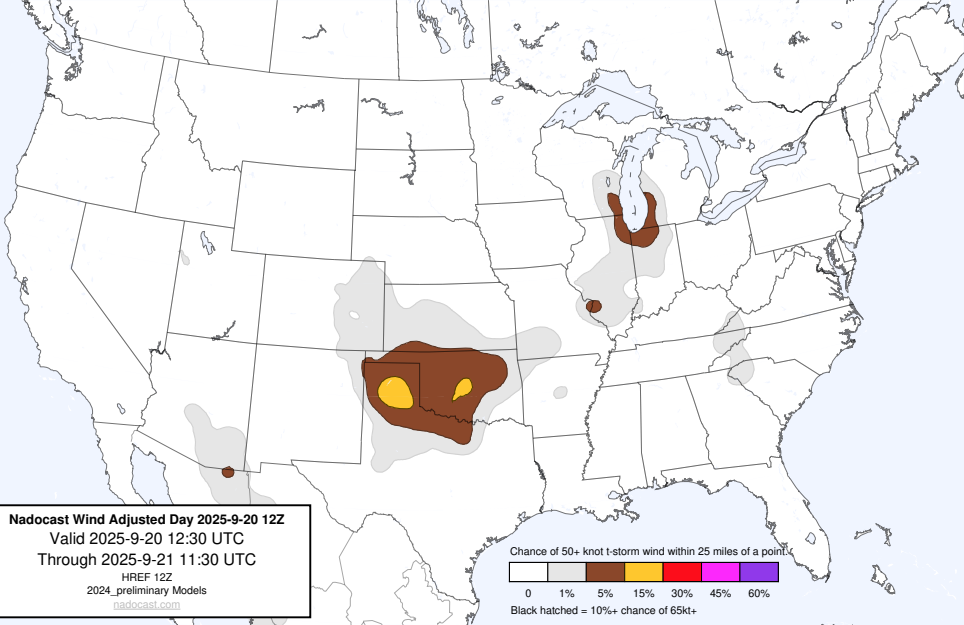 Nadocast Wind Adjusted Day 2025-9-20 12Z
Valid 2025-9-20 12:30 UTC
Through 2025-9-21 11:30 UTC
HREF 12Z
2024_preliminary Models
nadocast.com
Chance of 50+ knot t-storm wind within 25 miles of a point.
0 1% 5% 15% 30% 45% 60%
Black hatched = 10%+ chance of 65kt+